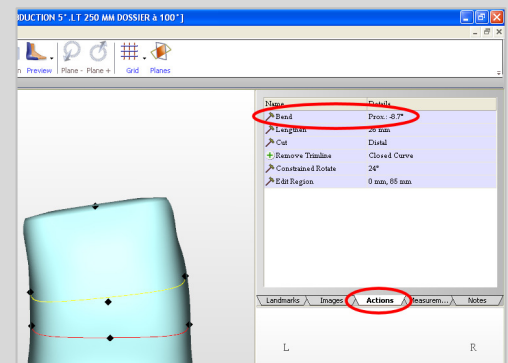 DUCTION 5°.LT 250 MM DOSSIER à 100°]
n Preview Plane - Plane + Grid Planes
Name Details
Bend Prox.: -8.7°
Lengthen 26 mm
Cut Distal
Remove Trimline Closed Curve
Constrained Rotate 24°
Edit Region 0 mm, 85 mm
Landmarks Images Actions Measurem... Notes
L R